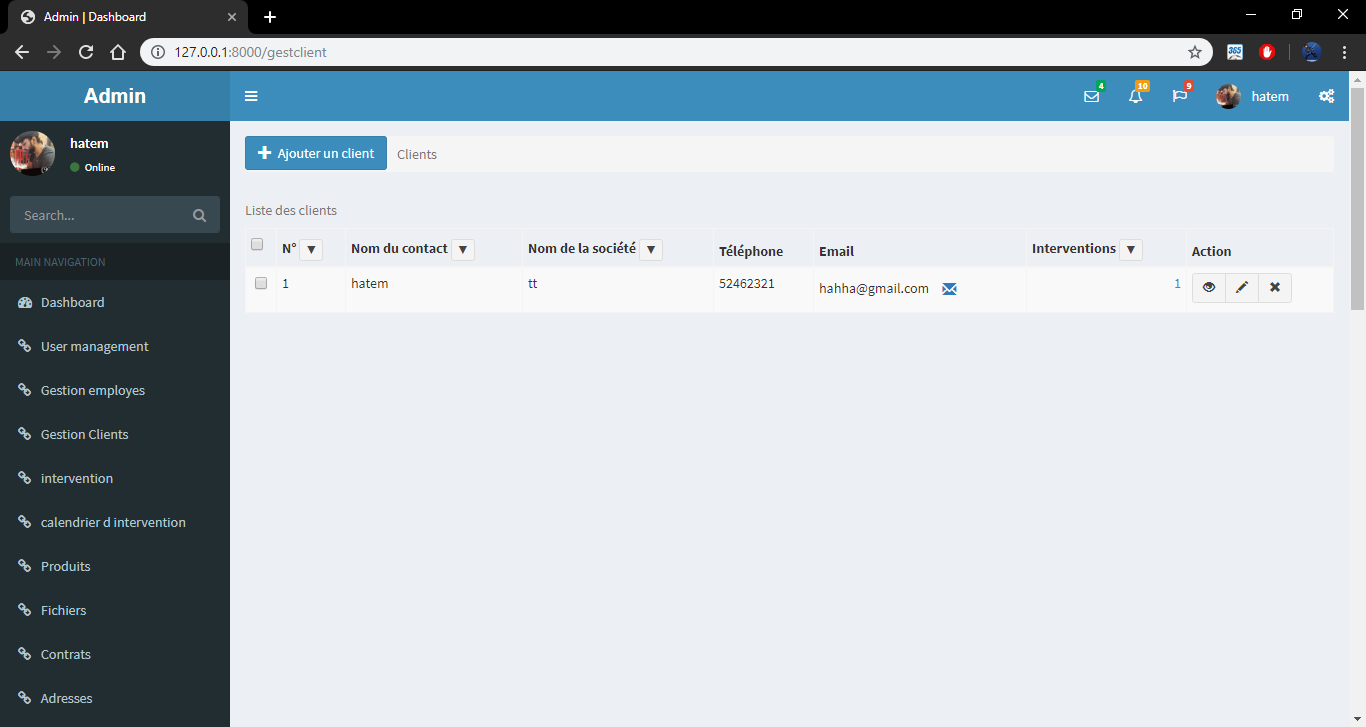 Admin | Dashboard
127.0.0.1:8000/gestclient
365
Admin
4
10
9
hatem
hatem
Online
Search...
MAIN NAVIGATION
Dashboard
User management
Gestion employes
Gestion Clients
intervention
calendrier d intervention
Produits
Fichiers
Contrats
Adresses
Ajouter un client
Clients
Liste des clients
N° ▼ Nom du contact ▼ Nom de la société ▼ Téléphone Email Interventions ▼ Action
1 hatem tt 52462321 hahha@gmail.com 1